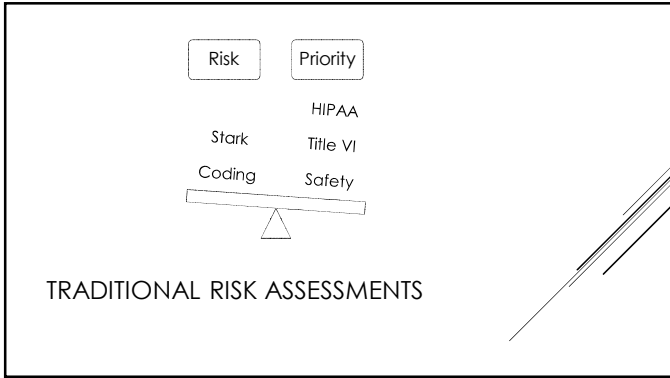 Risk
Priority
HIPAA
Stark
Title VI
Coding
Safety
TRADITIONAL RISK ASSESSMENTS